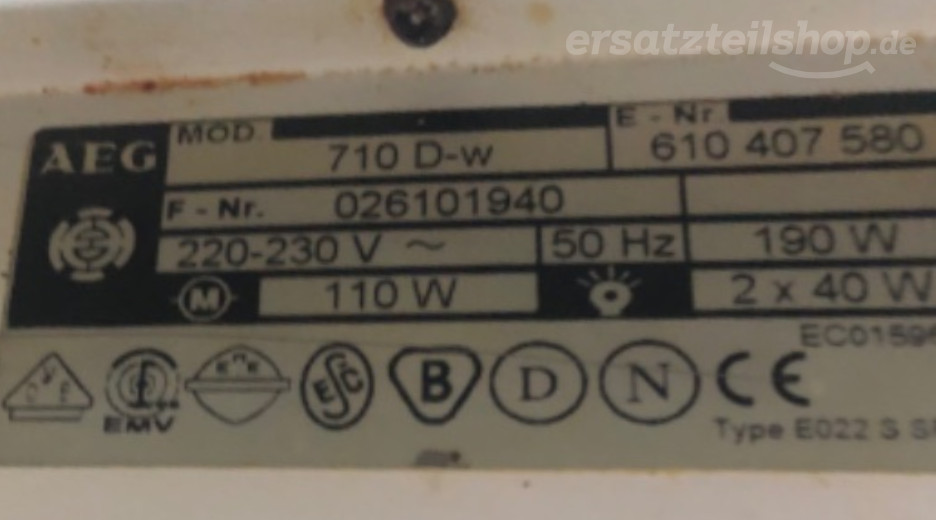 ersatzteilshop.de
AEG MOD. 710 D-w E - Nr. 610 407 580
F - Nr. 026101940
220-230 V ~ 50 Hz 190 W
M 110 W 2 x 40 W
EC01595
EMV
B D N CE
Type E022 S